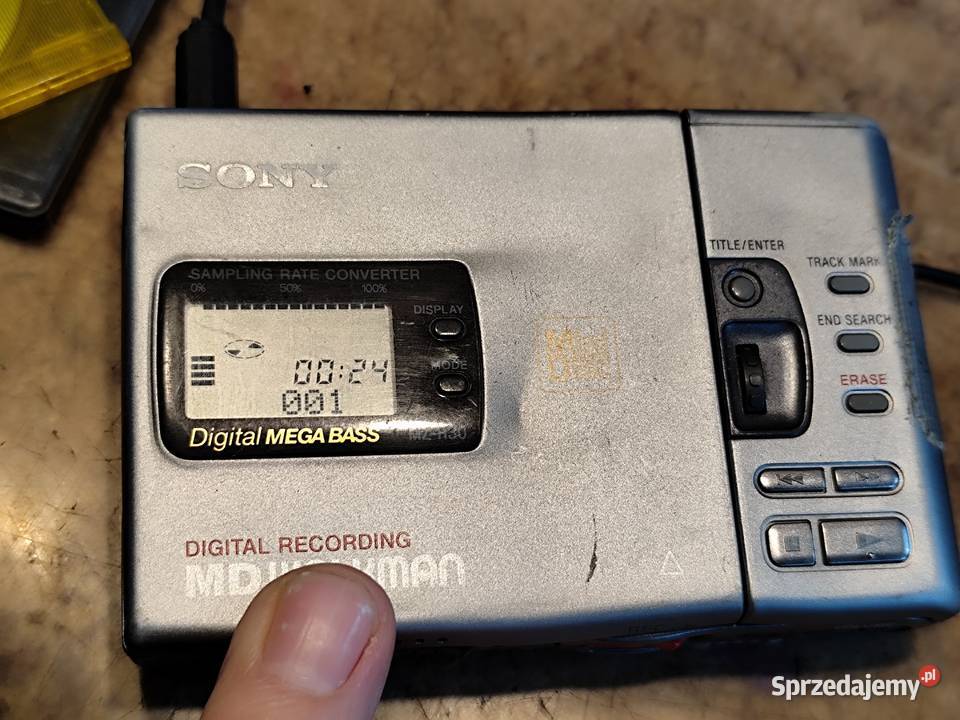 SONY
SAMPLING RATE CONVERTER
0% 50% 100%
DISPLAY
00:24
MODE
001
Digital MEGA BASS
MZ-R30
DIGITAL RECORDING
TITLE/ENTER
TRACK MARK
END SEARCH
ERASE
Sprzedajemy.pl